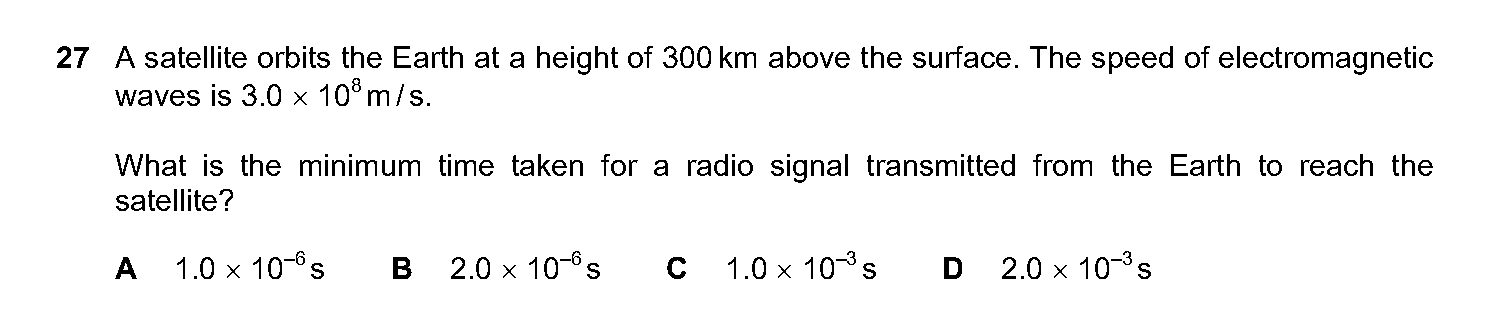 27 A satellite orbits the Earth at a height of 300 km above the surface. The speed of electromagnetic
waves is 3.0 × 10⁸ m / s.
What is the minimum time taken for a radio signal transmitted from the Earth to reach the
satellite?
A 1.0 × 10⁻⁶ s B 2.0 × 10⁻⁶ s C 1.0 × 10⁻³ s D 2.0 × 10⁻³ s